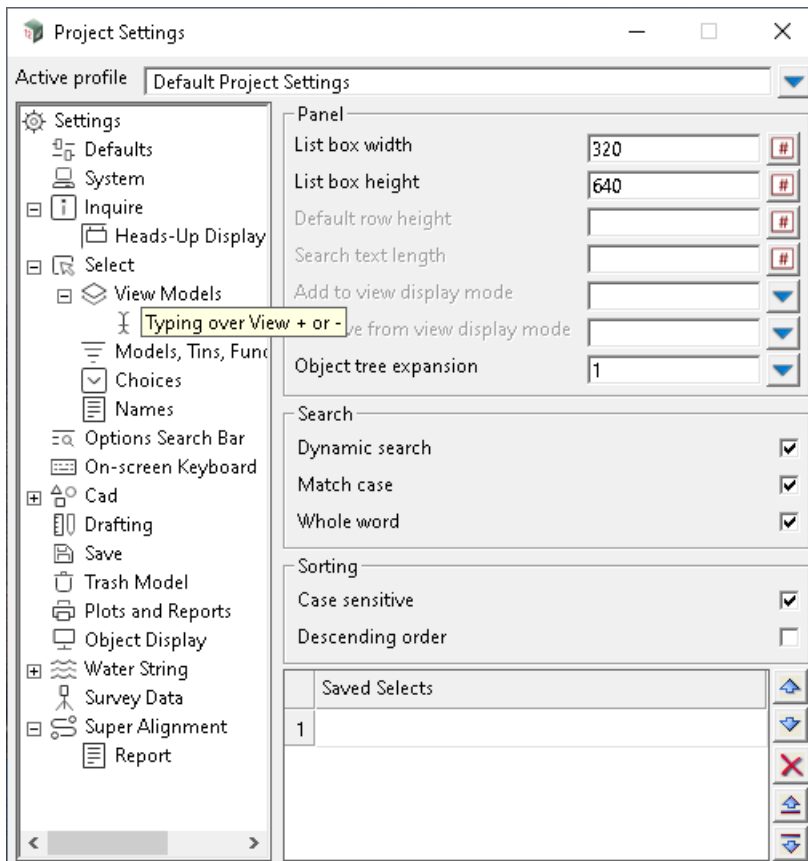 Project Settings
Active profile
Default Project Settings
Settings
Defaults
System
Inquire
Heads-Up Display
Select
View Models
Typing over View + or -
Models, Tins, Func
Choices
Names
Options Search Bar
On-screen Keyboard
Cad
Drafting
Save
Trash Model
Plots and Reports
Object Display
Water String
Survey Data
Super Alignment
Report
Panel
List box width 320 #
List box height 640 #
Default row height #
Search text length #
Add to view display mode
ve from view display mode
Object tree expansion 1
Search
Dynamic search
Match case
Whole word
Sorting
Case sensitive
Descending order
Saved Selects
1